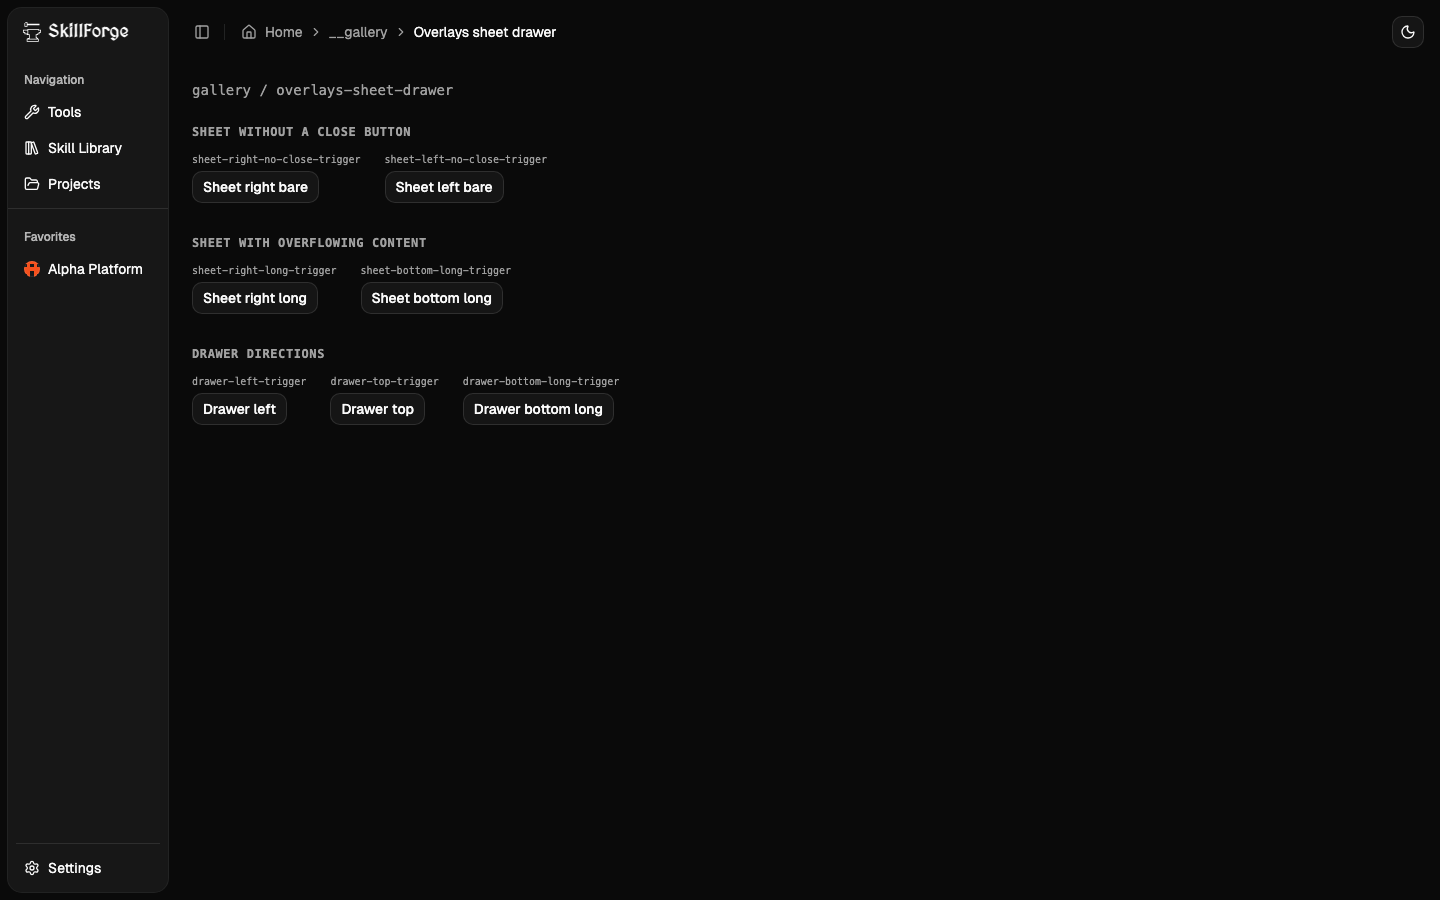 SkillForge
Navigation
Tools
Skill Library
Projects
Favorites
Alpha Platform
Settings
Home > __gallery > Overlays sheet drawer
gallery / overlays-sheet-drawer
SHEET WITHOUT A CLOSE BUTTON
sheet-right-no-close-trigger sheet-left-no-close-trigger
Sheet right bare Sheet left bare
SHEET WITH OVERFLOWING CONTENT
sheet-right-long-trigger sheet-bottom-long-trigger
Sheet right long Sheet bottom long
DRAWER DIRECTIONS
drawer-left-trigger drawer-top-trigger drawer-bottom-long-trigger
Drawer left Drawer top Drawer bottom long